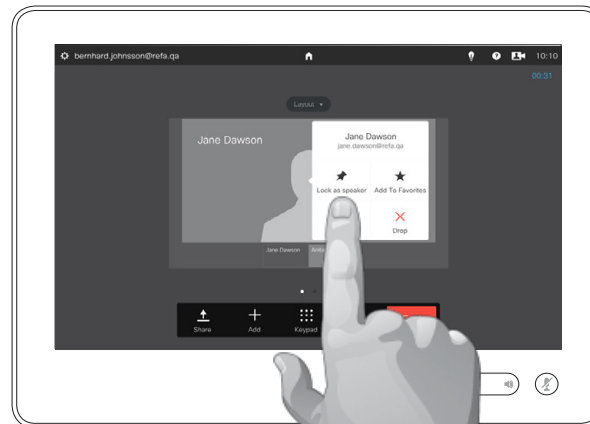 bernhard.johnsson@refa.qa
10:10
00:31
Layout
Jane Dawson
Jane Dawson
jane.dawson@refa.qa
Lock as speaker
Add To Favorites
Drop
Jane Dawson
Anita
Share
Add
Keypad